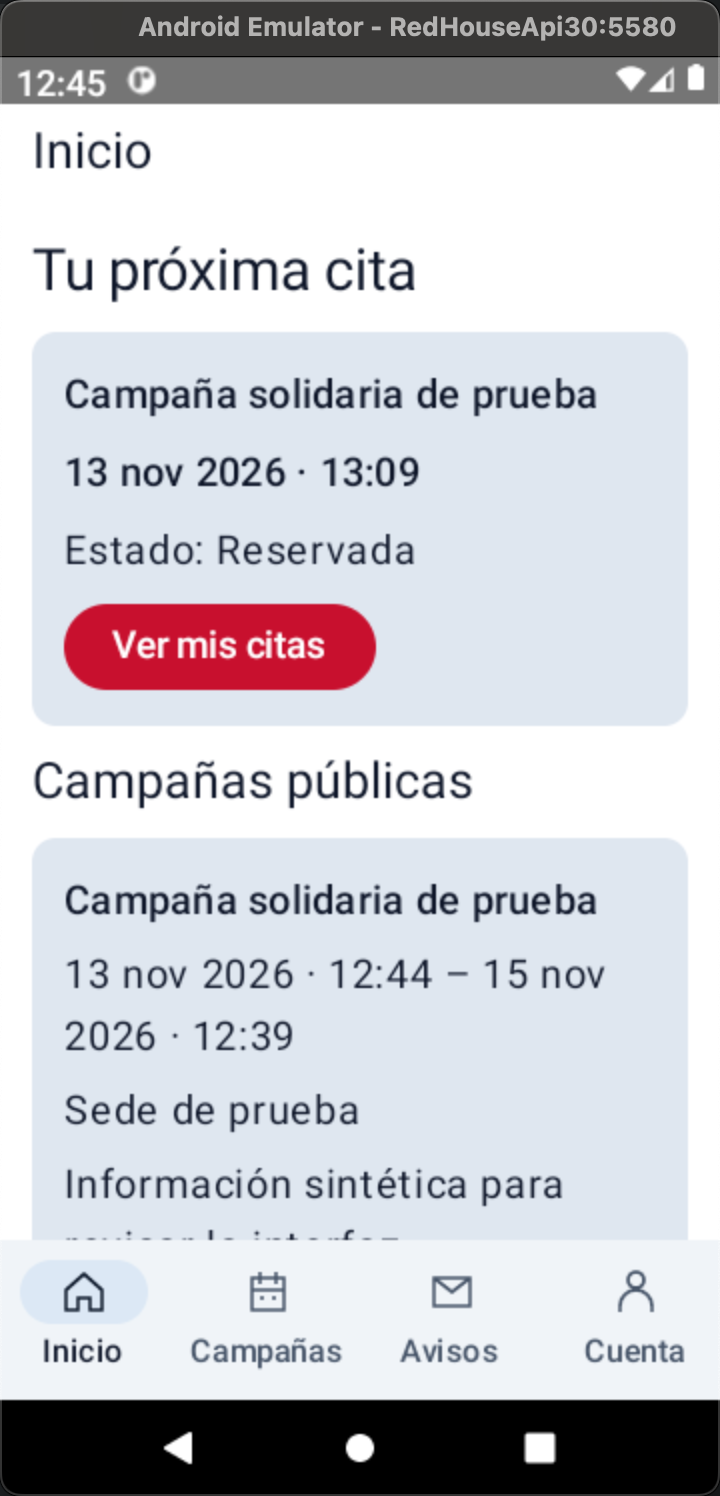 Android Emulator - RedHouseApi30:5580
12:45
Inicio
Tu próxima cita
Campaña solidaria de prueba
13 nov 2026 · 13:09
Estado: Reservada
Ver mis citas
Campañas públicas
Campaña solidaria de prueba
13 nov 2026 · 12:44 – 15 nov
2026 · 12:39
Sede de prueba
Información sintética para
Inicio
Campañas
Avisos
Cuenta